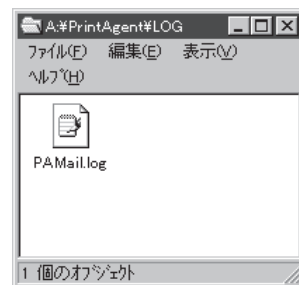 A:¥PrintAgent¥LOG
ファイル(F) 編集(E) 表示(V)
ヘルプ(H)
PAMail.log
1 個のオブジェクト